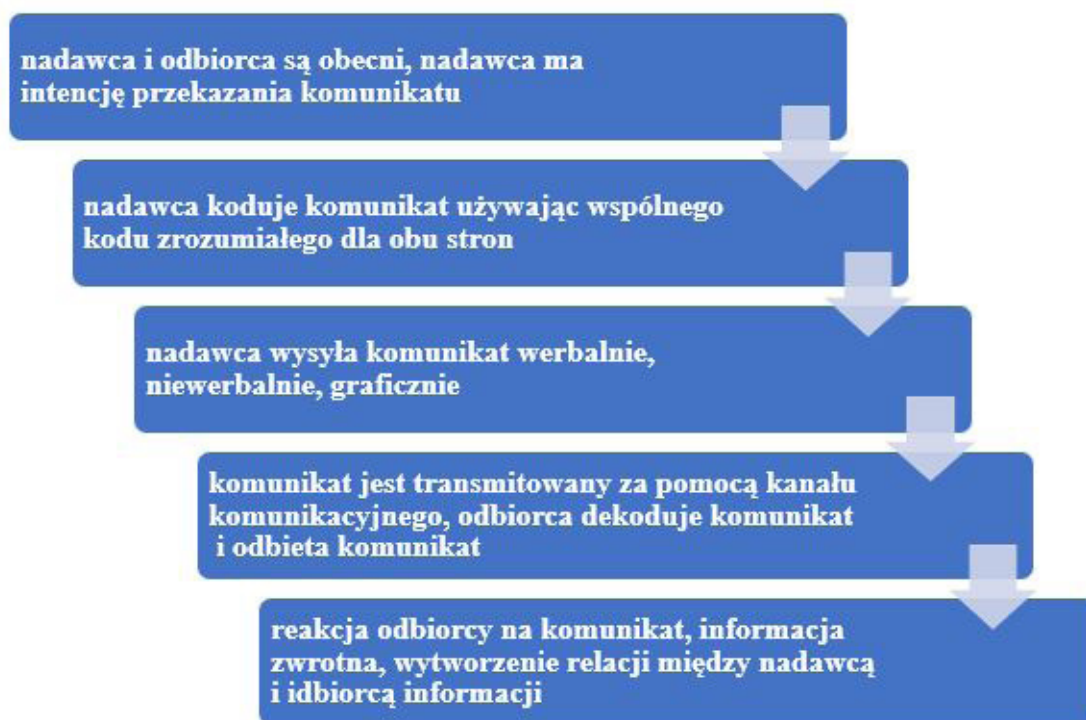 nadawca i odbiorca są obecni, nadawca ma
intencję przekazania komunikatu
nadawca koduje komunikat używając wspólnego
kodu zrozumiałego dla obu stron
nadawca wysyła komunikat werbalnie,
niewerbalnie, graficznie
komunikat jest transmitowany za pomocą kanału
komunikacyjnego, odbiorca dekoduje komunikat
i odbieta komunikat
reakcja odbiorcy na komunikat, informacja
zwrotna, wytworzenie relacji między nadawcą
i idbiorcą informacji